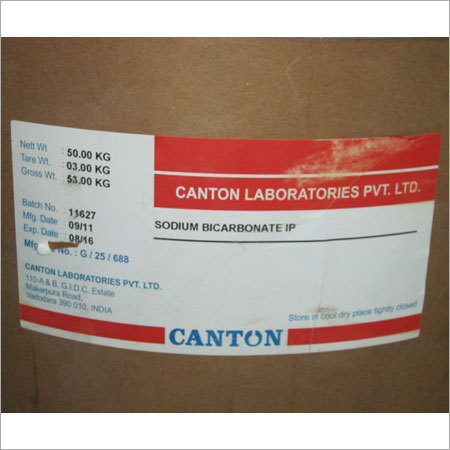 Nett Wt : 50.00 KG
Tare Wt. : 03.00 KG
Gross Wt. : 53.00 KG
CANTON LABORATORIES PVT. LTD.
Batch No. : 11627
Mfg. Date : 09/11
Exp. Date : 08/16
No. : G / 25 / 688
SODIUM BICARBONATE IP
CANTON LABORATORIES PVT. LTD.
110-A & B, G.I.D.C. Estate
Makarpura Road,
Vadodara 390 010, INDIA
Store in cool dry place tightly closed
CANTON